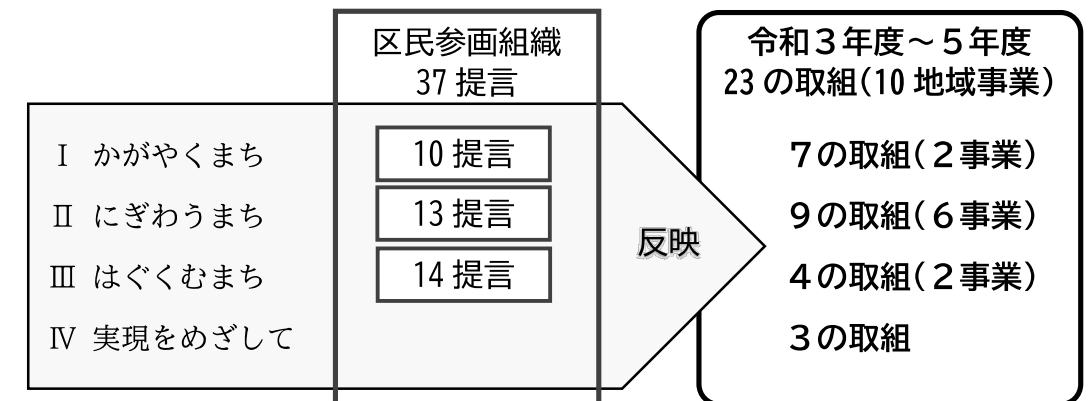 区民参画組織
37 提言
令和３年度～５年度
23 の取組(10 地域事業)
Ⅰ かがやくまち
10 提言
７の取組(２事業)
Ⅱ にぎわうまち
13 提言
９の取組(６事業)
Ⅲ はぐくむまち
14 提言
４の取組(２事業)
Ⅳ 実現をめざして
３の取組
反映